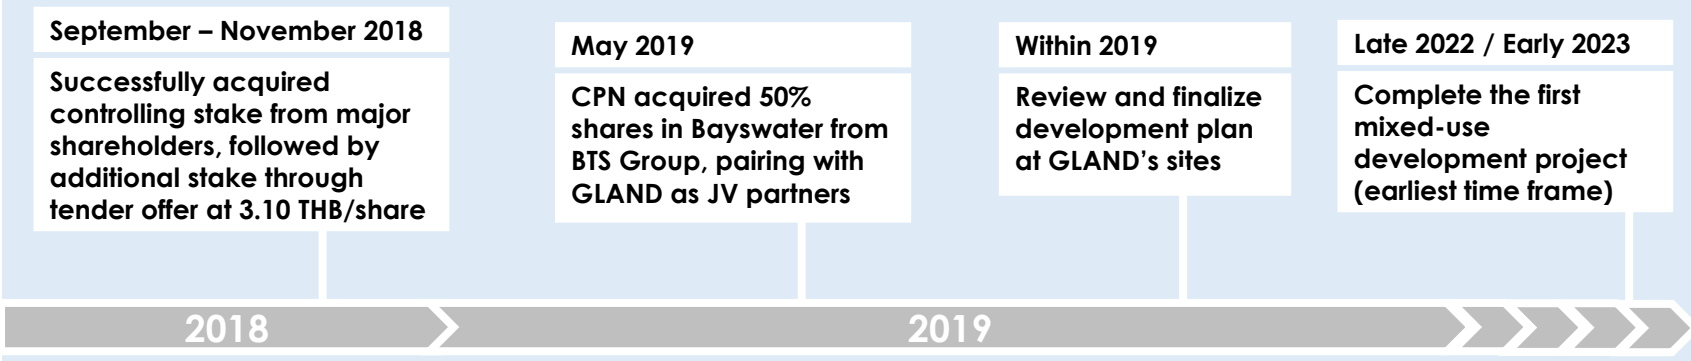 September – November 2018
Successfully acquired
controlling stake from major
shareholders, followed by
additional stake through
tender offer at 3.10 THB/share
May 2019
CPN acquired 50%
shares in Bayswater from
BTS Group, pairing with
GLAND as JV partners
Within 2019
Review and finalize
development plan
at GLAND’s sites
Late 2022 / Early 2023
Complete the first
mixed-use
development project
(earliest time frame)
2018
2019